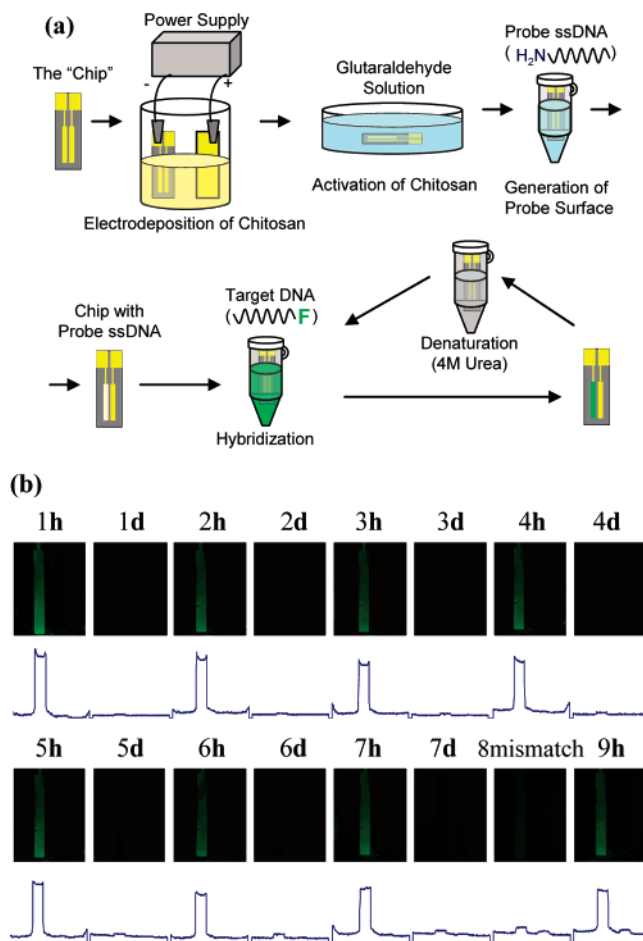 (a)
Power Supply
The "Chip"
-
+
Glutaraldehyde
Solution
Probe ssDNA
(H₂N )
Electrodeposition of Chitosan
Activation of Chitosan
Generation of
Probe Surface
Chip with
Probe ssDNA
Target DNA
( F)
Hybridization
Denaturation
(4M Urea)
(b)
1h 1d 2h 2d 3h 3d 4h 4d
5h 5d 6h 6d 7h 7d 8mismatch 9h